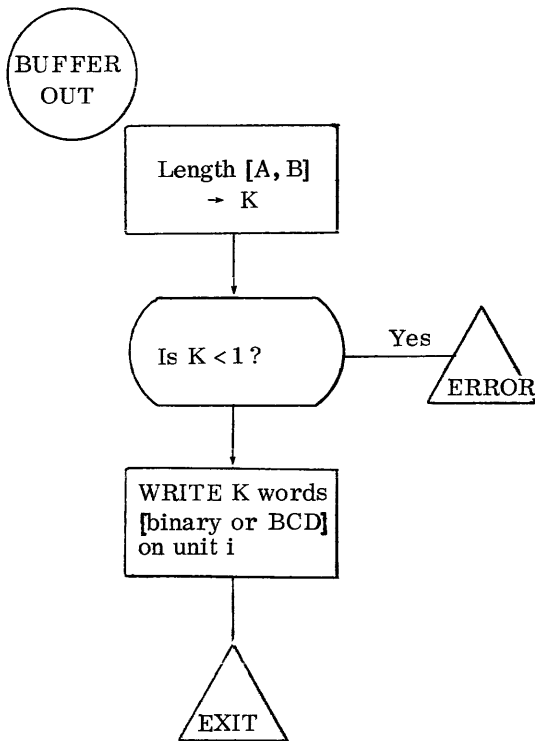 BUFFER
OUT
Length [A, B]
→ K
Is K < 1 ?
Yes
ERROR
WRITE K words
[binary or BCD]
on unit i
EXIT